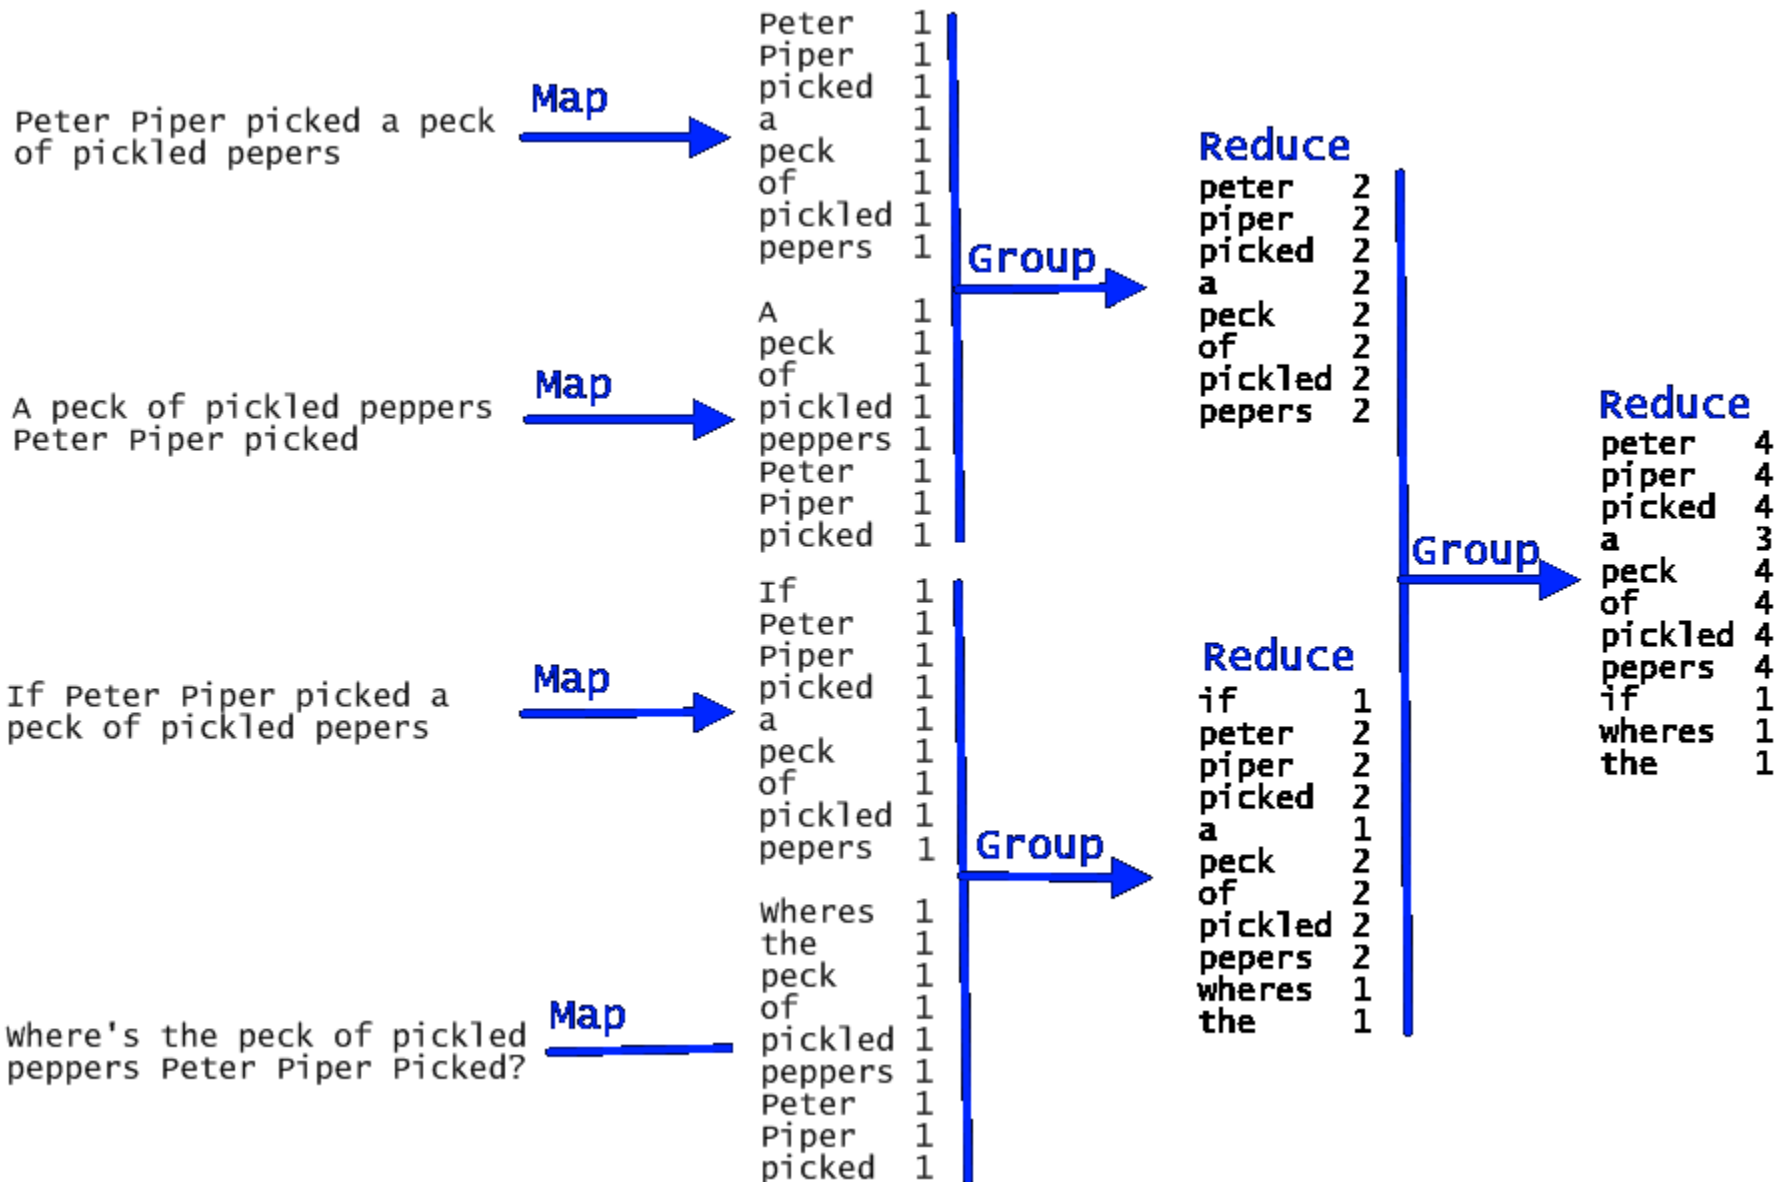 Peter Piper picked a peck
of pickled pepers
Map
Peter 1
Piper 1
picked 1
a 1
peck 1
of 1
pickled 1
pepers 1
A peck of pickled peppers
Peter Piper picked
Map
A 1
peck 1
of 1
pickled 1
peppers 1
Peter 1
Piper 1
picked 1
Group
Reduce
peter 2
piper 2
picked 2
a 2
peck 2
of 2
pickled 2
pepers 2
If Peter Piper picked a
peck of pickled pepers
Map
If 1
Peter 1
Piper 1
picked 1
a 1
peck 1
of 1
pickled 1
pepers 1
Where's the peck of pickled
peppers Peter Piper Picked?
Map
Wheres 1
the 1
peck 1
of 1
pickled 1
peppers 1
Peter 1
Piper 1
picked 1
Group
Reduce
if 1
peter 2
piper 2
picked 2
a 1
peck 2
of 2
pickled 2
pepers 2
wheres 1
the 1
Group
Reduce
peter 4
piper 4
picked 4
a 3
peck 4
of 4
pickled 4
pepers 4
if 1
wheres 1
the 1